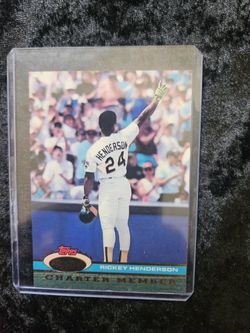 HENDERSON
24
Topps
RICKEY HENDERSON
CHARTER MEMBER